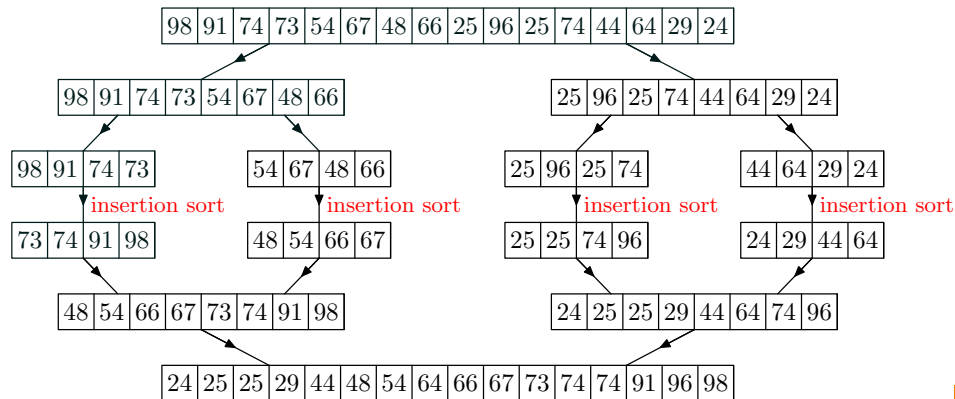 98 91 74 73 54 67 48 66 25 96 25 74 44 64 29 24
98 91 74 73 54 67 48 66
25 96 25 74 44 64 29 24
98 91 74 73
54 67 48 66
25 96 25 74
44 64 29 24
insertion sort
insertion sort
insertion sort
insertion sort
73 74 91 98
48 54 66 67
25 25 74 96
24 29 44 64
48 54 66 67 73 74 91 98
24 25 25 29 44 64 74 96
24 25 25 29 44 48 54 64 66 67 73 74 74 91 96 98